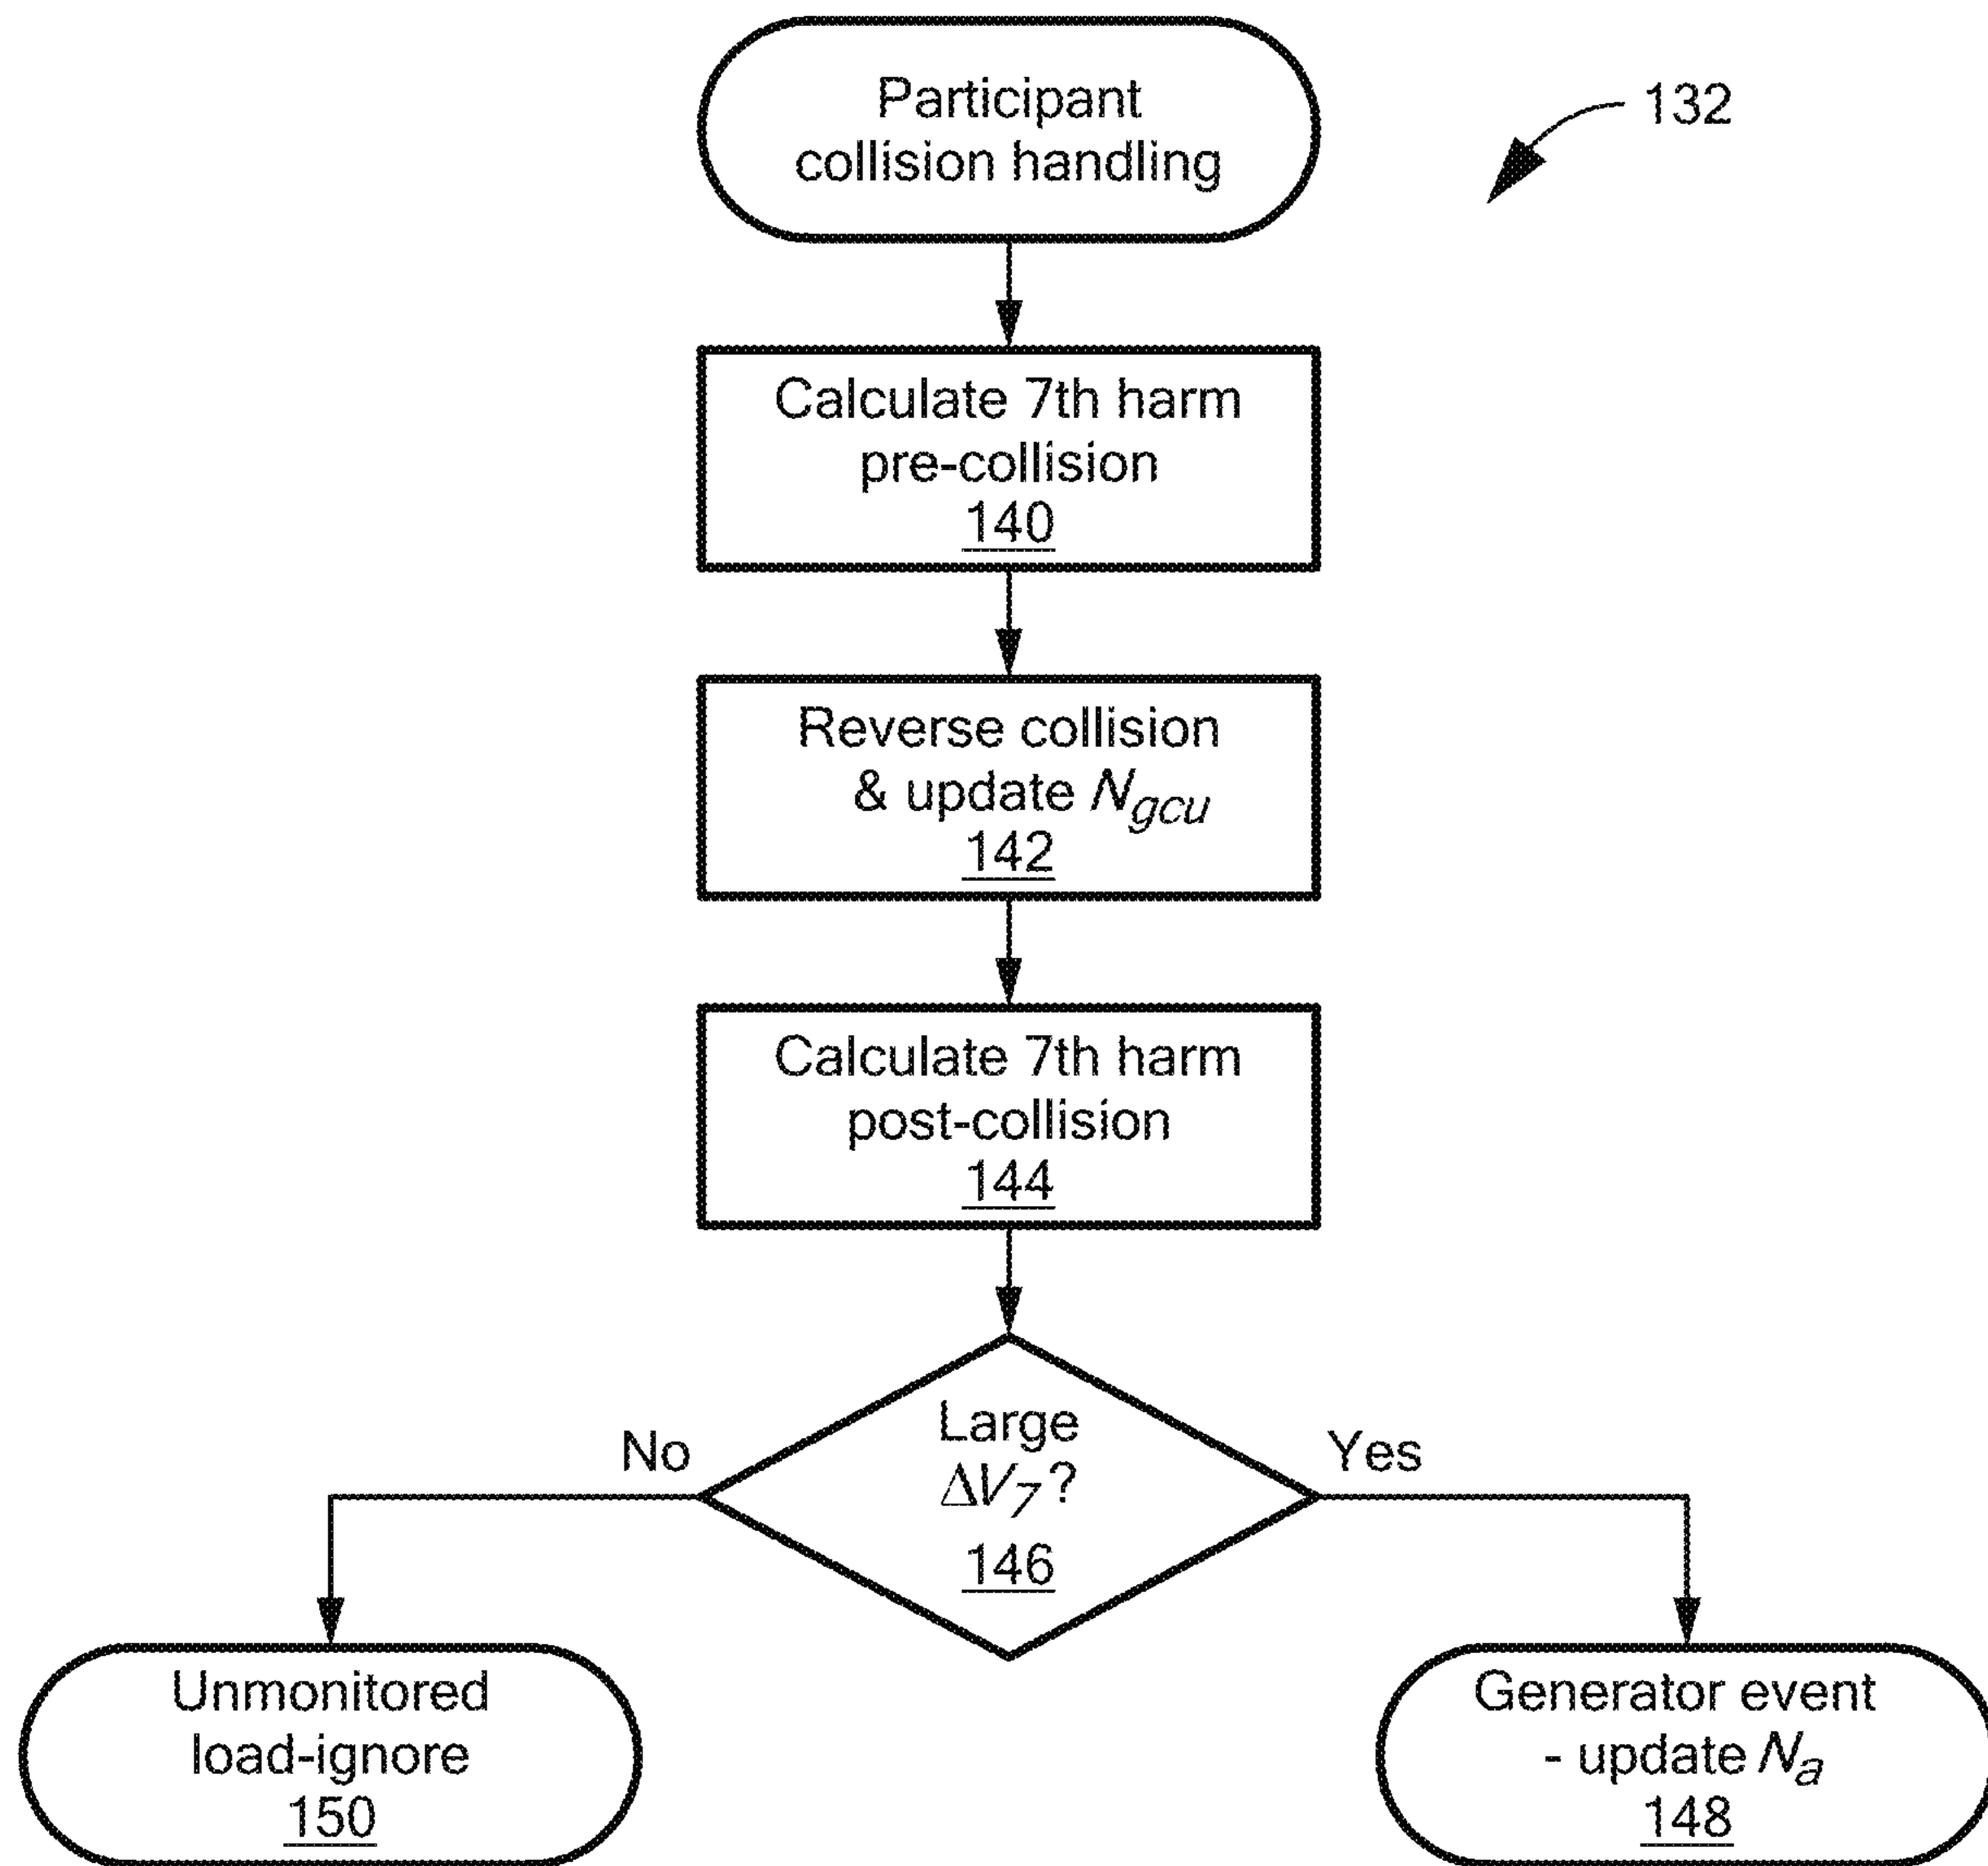 Participant
collision handling
132
Calculate 7th harm
pre-collision
140
Reverse collision
& update N_gcu
142
Calculate 7th harm
post-collision
144
Large
ΔV_7?
146
No
Yes
Unmonitored
load-ignore
150
Generator event
- update N_a
148